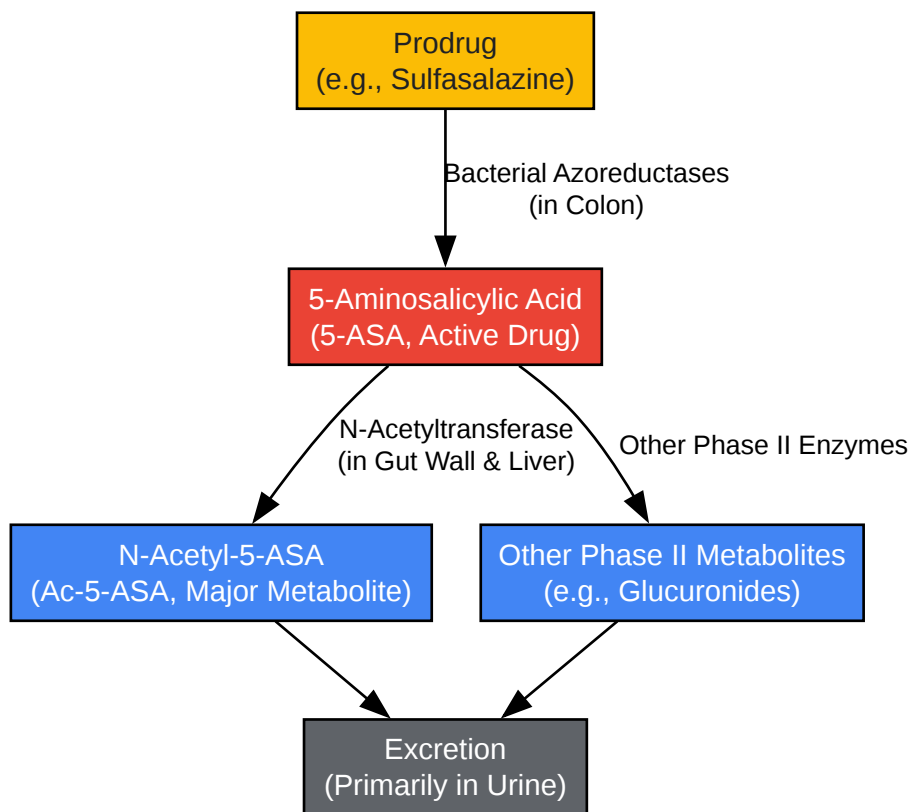 Prodrug
(e.g., Sulfasalazine)
Bacterial Azoreductases
(in Colon)
5-Aminosalicylic Acid
(5-ASA, Active Drug)
N-Acetyltransferase
(in Gut Wall & Liver)
Other Phase II Enzymes
N-Acetyl-5-ASA
(Ac-5-ASA, Major Metabolite)
Other Phase II Metabolites
(e.g., Glucuronides)
Excretion
(Primarily in Urine)